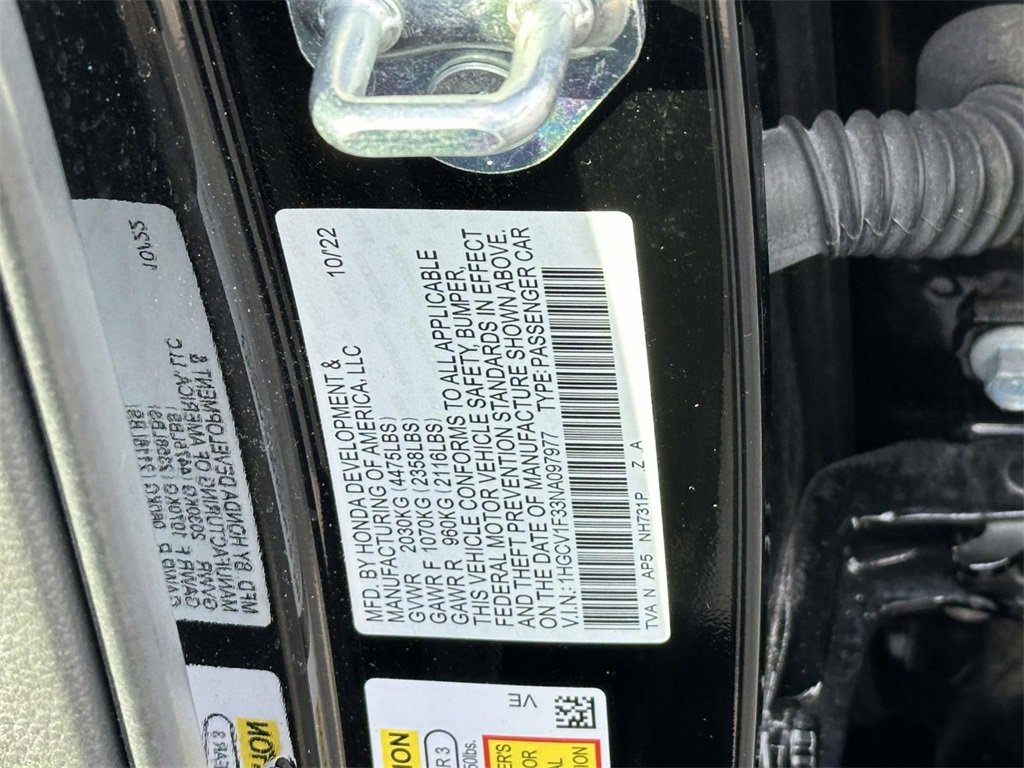 MFD. BY HONDA DEVELOPMENT &
MANUFACTURING OF AMERICA, LLC 10/22
GVWR 2030KG (4475LBS)
GAWR F 1070KG (2358LBS)
GAWR R 960KG (2116LBS)
THIS VEHICLE CONFORMS TO ALL APPLICABLE
FEDERAL MOTOR VEHICLE SAFETY, BUMPER,
AND THEFT PREVENTION STANDARDS IN EFFECT
ON THE DATE OF MANUFACTURE SHOWN ABOVE.
V.I.N.:1HGCV1F33NA097977 TYPE:PASSENGER CAR
TVA N AP5 NH731P Z A
VE